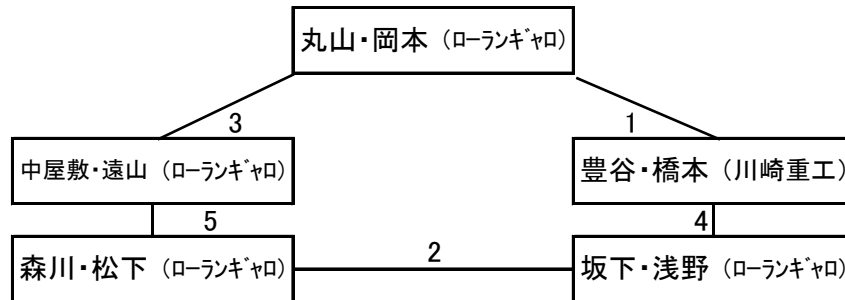 丸山・岡本（ローランギャロ）
3
1
中屋敷・遠山（ローランギャロ）
豊谷・橋本（川崎重工）
5
4
森川・松下（ローランギャロ）
2
坂下・浅野（ローランギャロ）